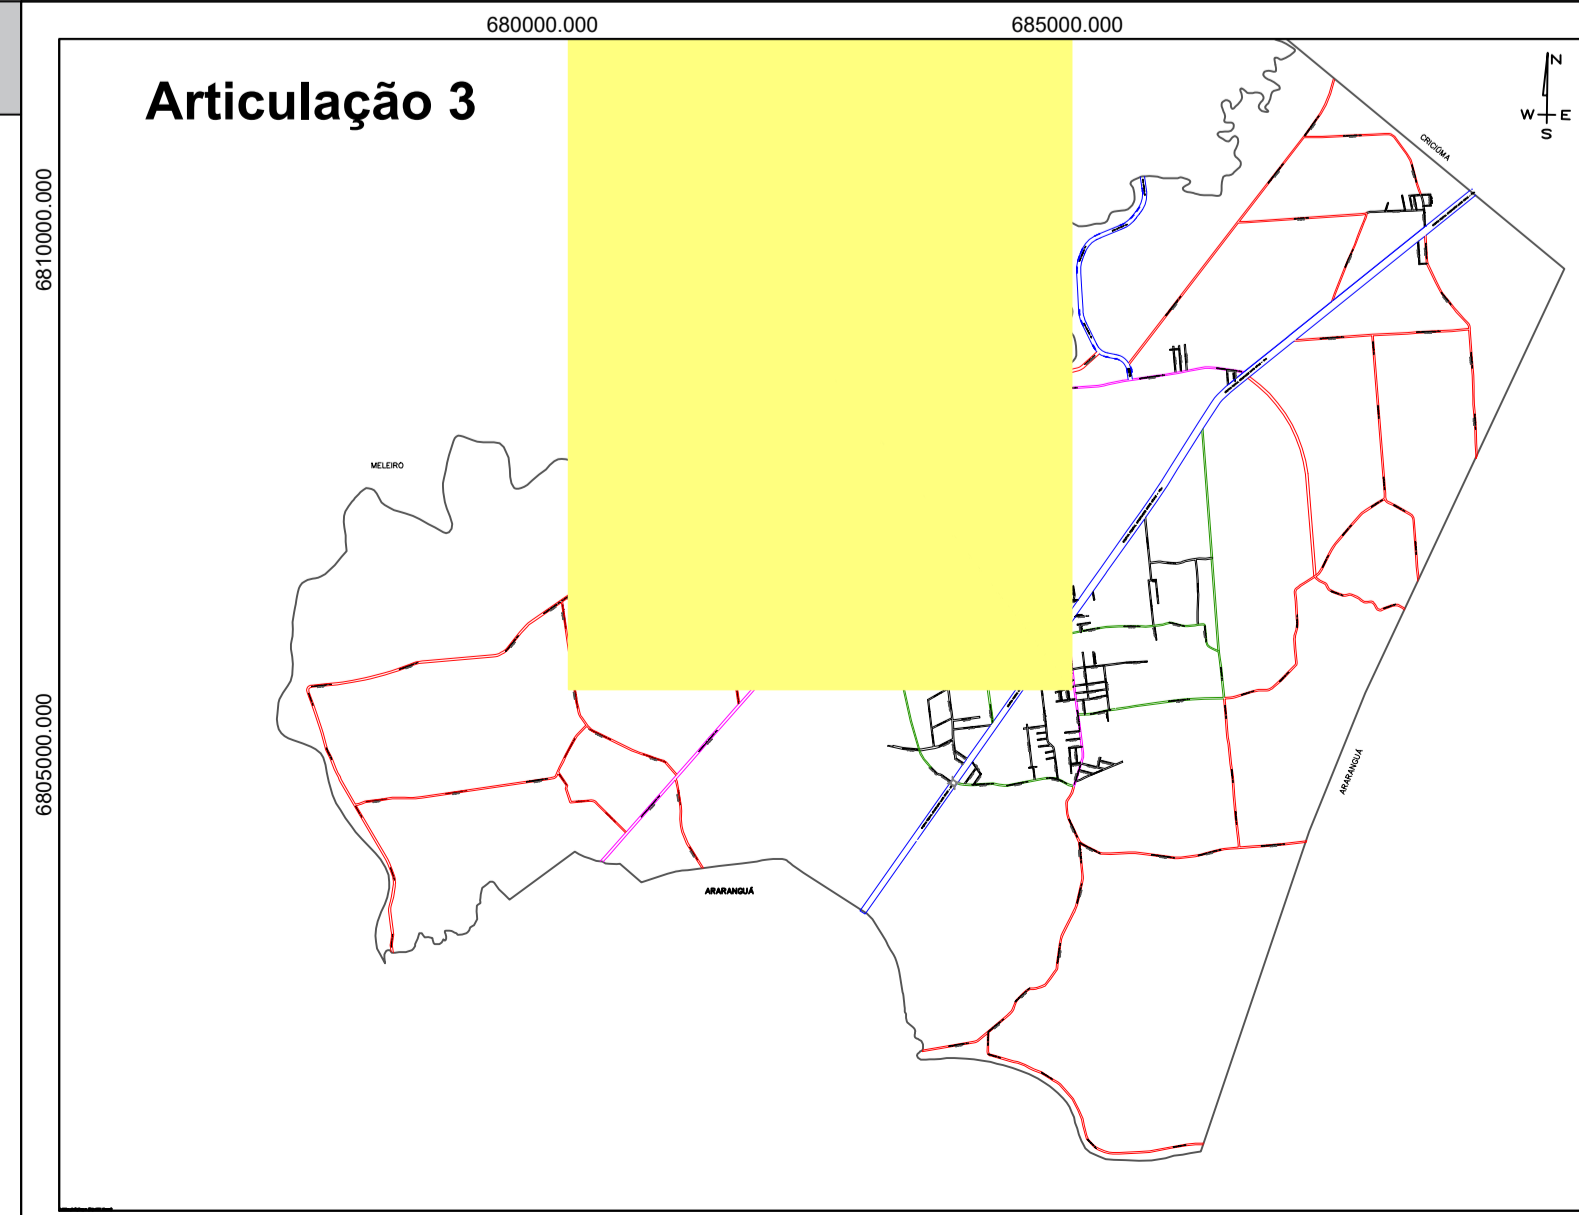 680000.000
685000.000
Articulação 3
N
W E
S
CRICIÚMA
6810000.000
MELEIRO
6805000.000
ARARANGUÁ
ARARANGUÁ